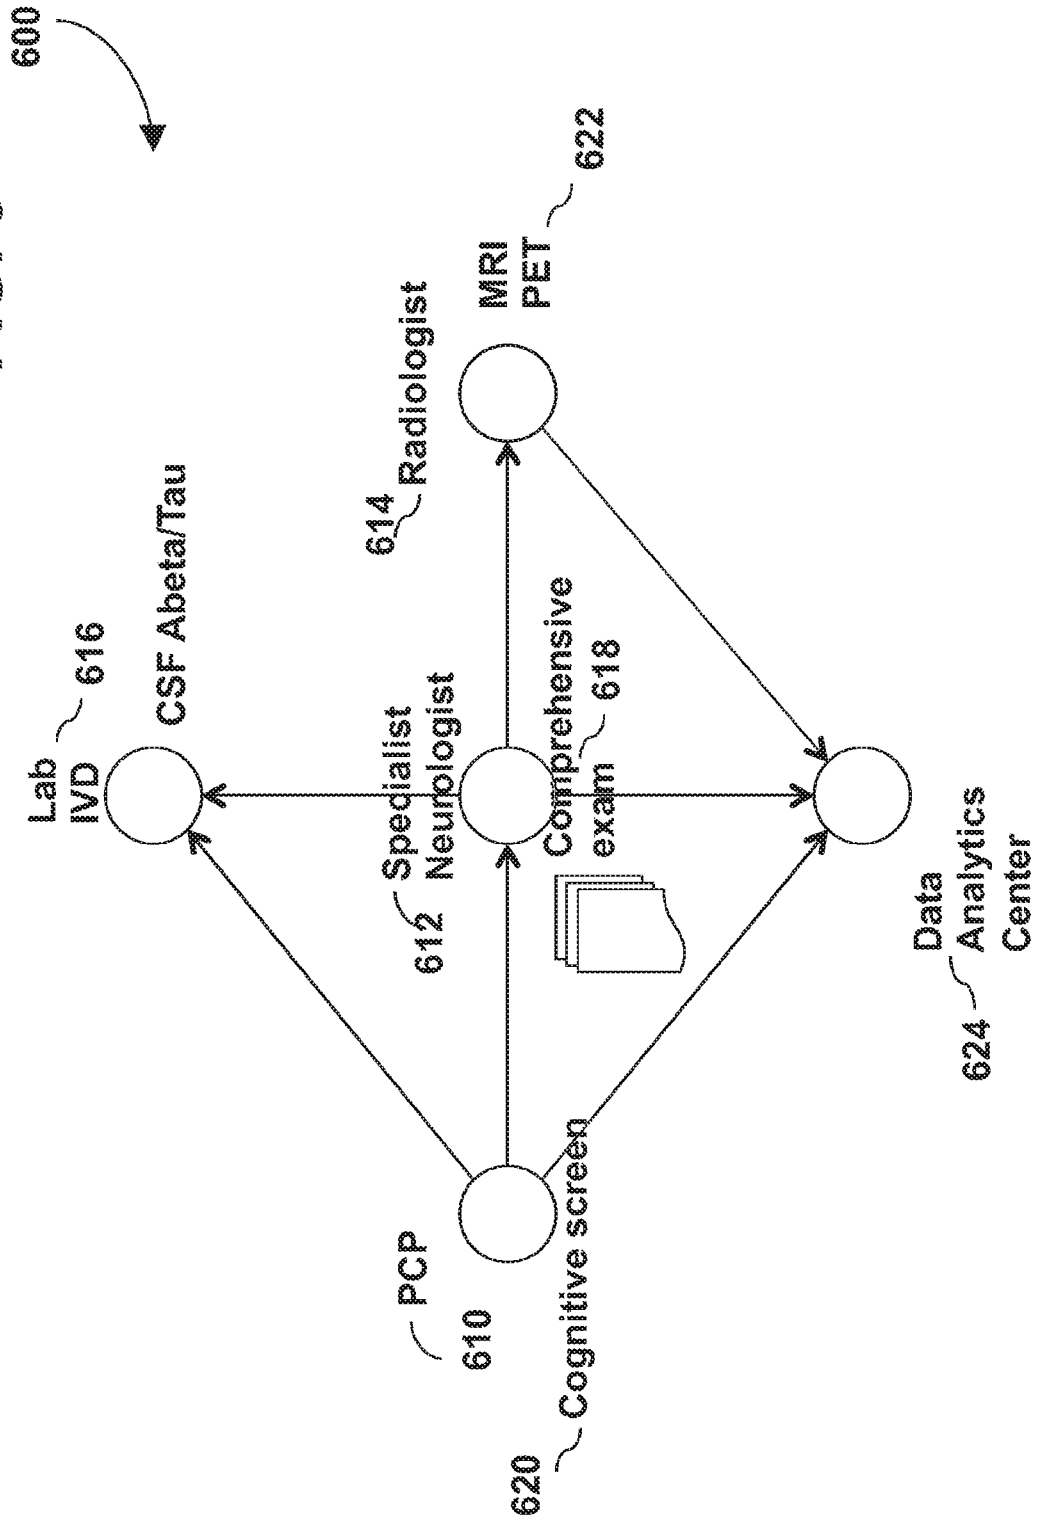 600
Lab
IVD
616
CSF Abeta/Tau
Specialist
Neurologist
612
614
Radiologist
MRI
PET
622
PCP
610
620
Cognitive screen
Comprehensive
exam
618
Data
Analytics
Center
624